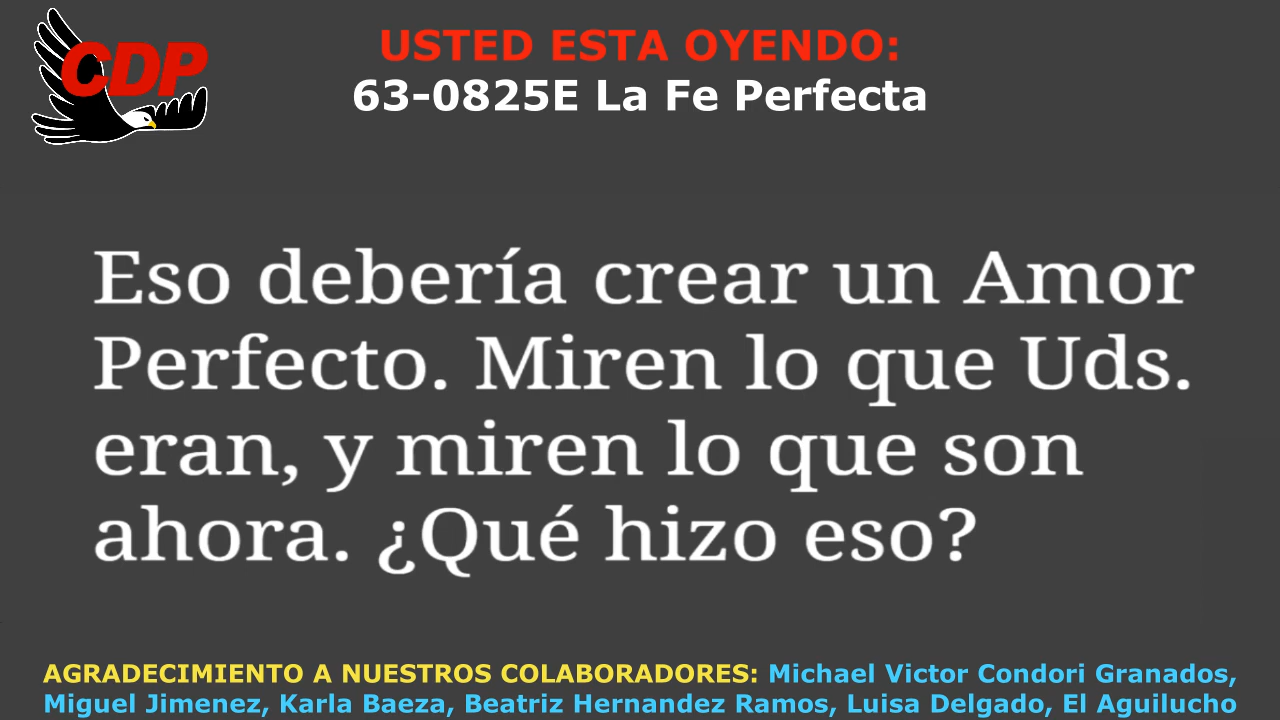 CDP
USTED ESTA OYENDO:
63-0825E La Fe Perfecta
Eso debería crear un Amor
Perfecto. Miren lo que Uds.
eran, y miren lo que son
ahora. ¿Qué hizo eso?
AGRADECIMIENTO A NUESTROS COLABORADORES: Michael Victor Condori Granados,
Miguel Jimenez, Karla Baeza, Beatriz Hernandez Ramos, Luisa Delgado, El Aguilucho